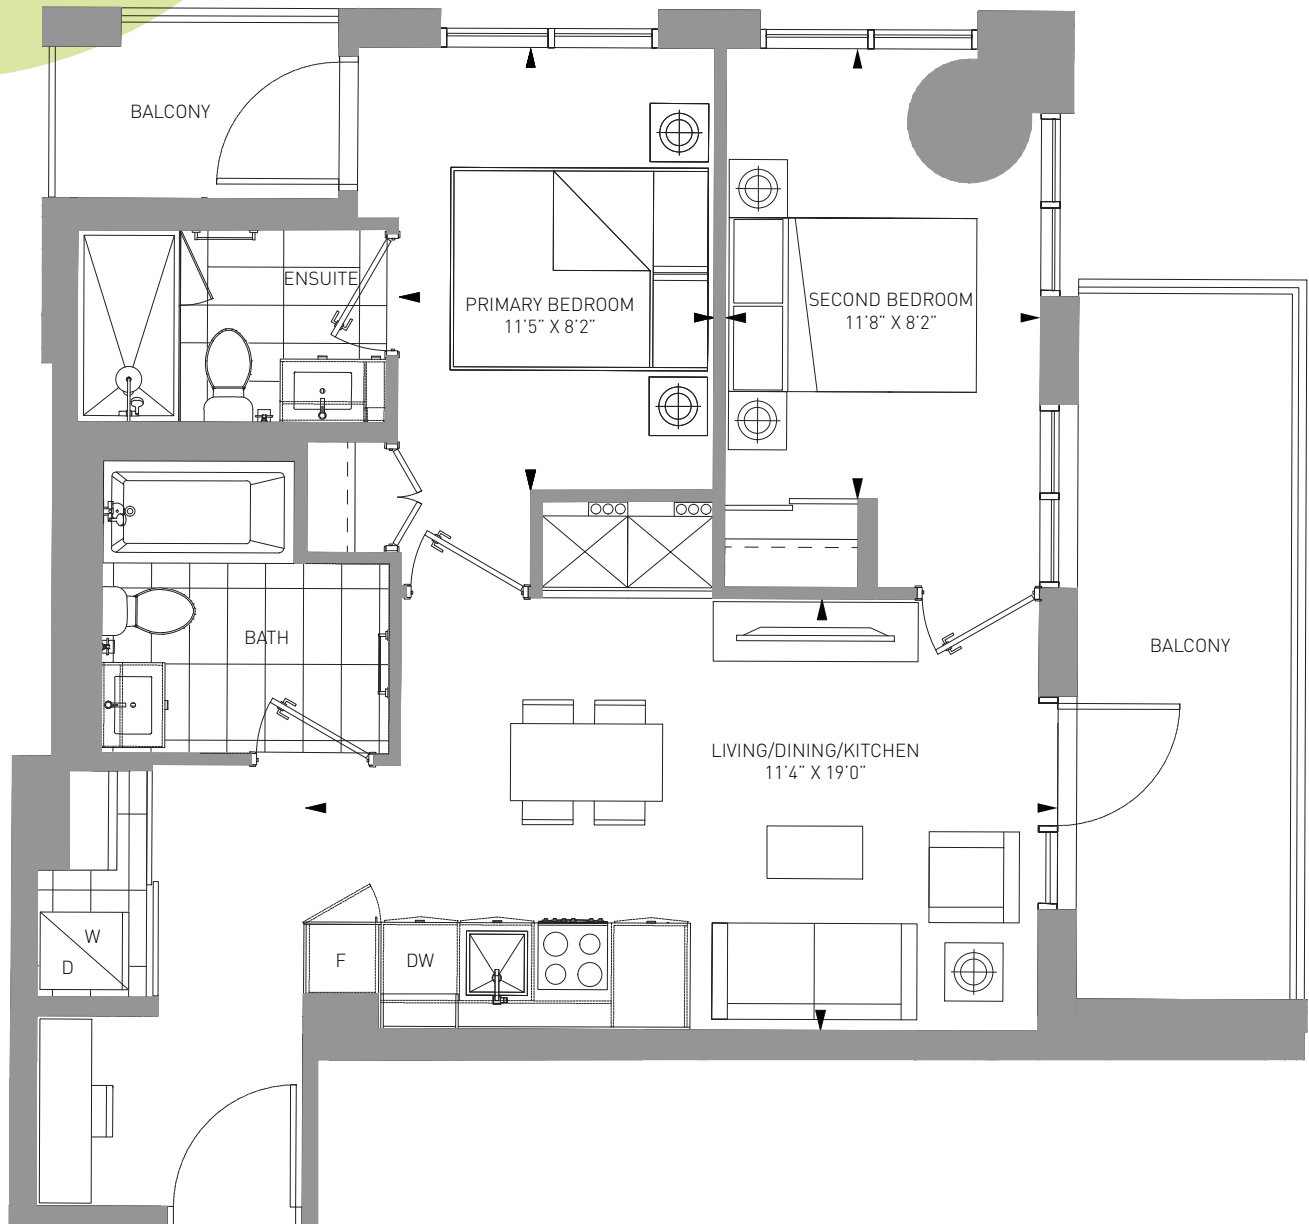 BALCONY
ENSUITE
PRIMARY BEDROOM
11'5" X 8'2"
SECOND BEDROOM
11'8" X 8'2"
BATH
BALCONY
LIVING/DINING/KITCHEN
11'4" X 19'0"
W
D
F
DW